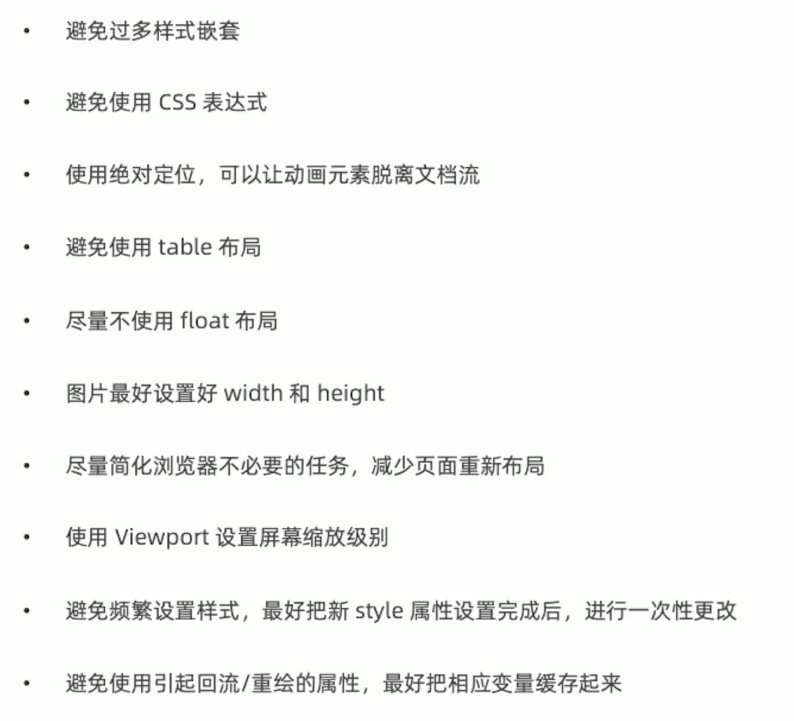 • 避免过多样式嵌套
• 避免使用 CSS 表达式
• 使用绝对定位，可以让动画元素脱离文档流
• 避免使用 table 布局
• 尽量不使用 float 布局
• 图片最好设置好 width 和 height
• 尽量简化浏览器不必要的任务，减少页面重新布局
• 使用 Viewport 设置屏幕缩放级别
• 避免频繁设置样式，最好把新 style 属性设置完成后，进行一次性更改
• 避免使用引起回流/重绘的属性，最好把相应变量缓存起来